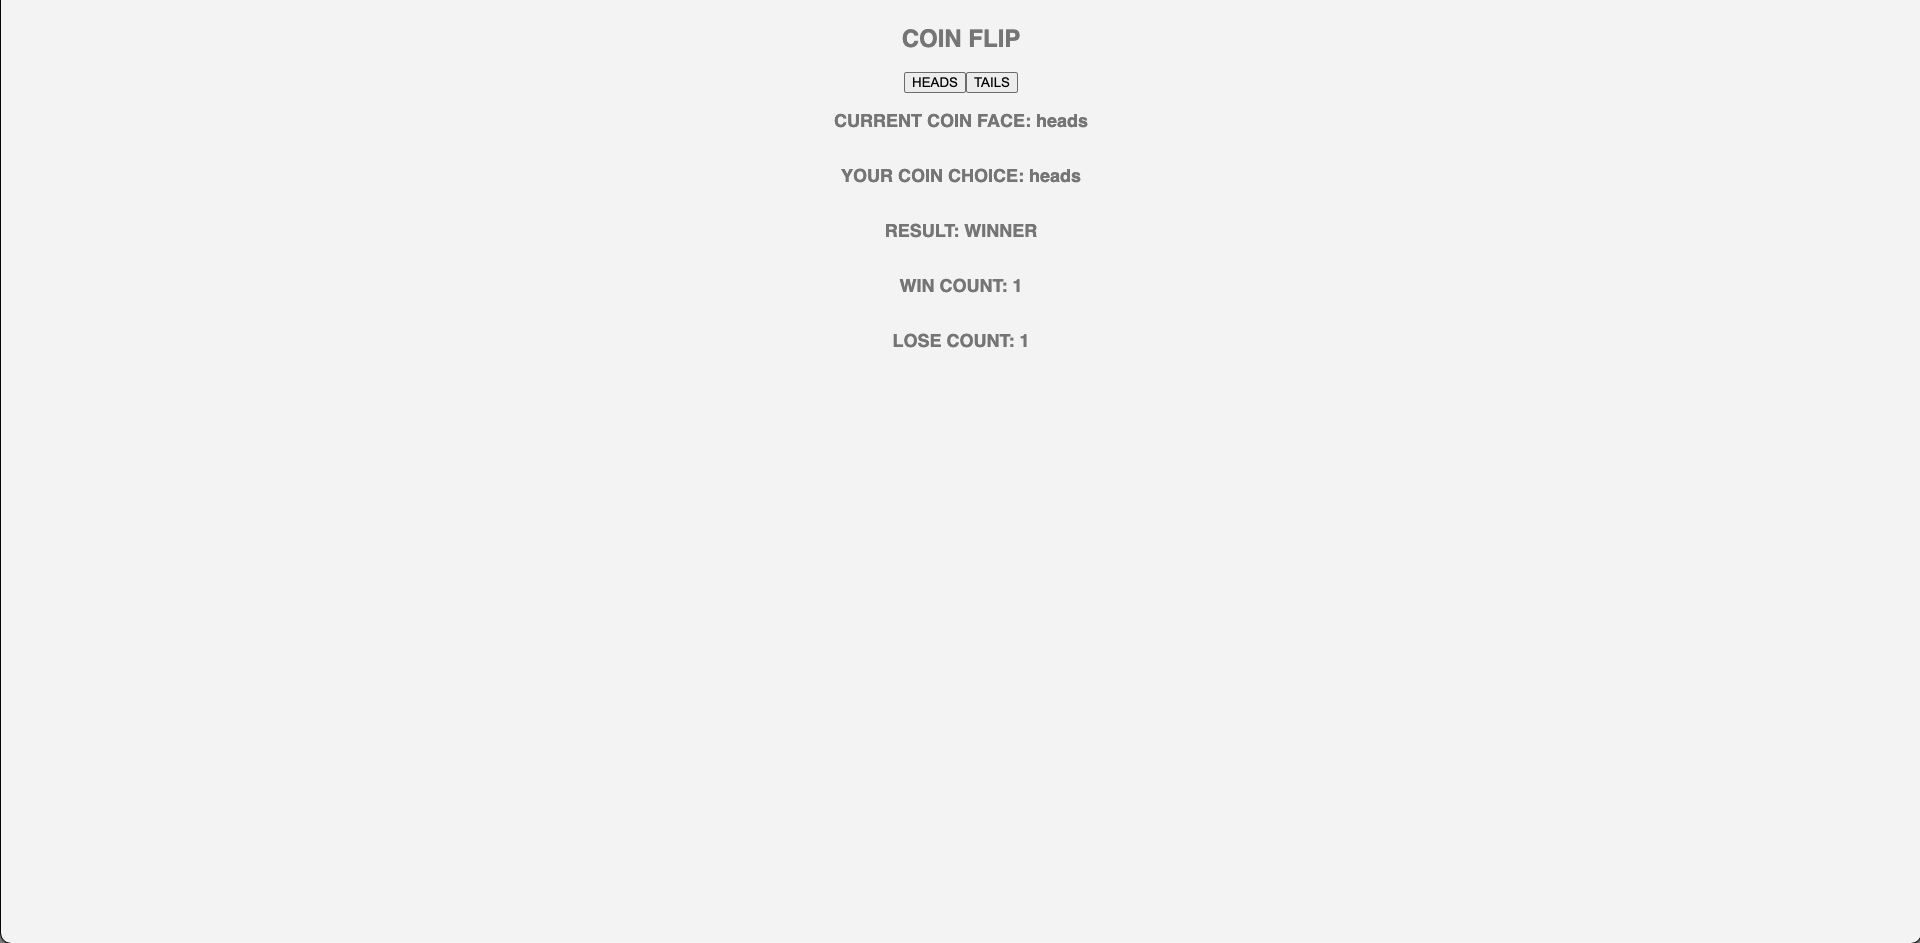 COIN FLIP
HEADS TAILS
CURRENT COIN FACE: heads
YOUR COIN CHOICE: heads
RESULT: WINNER
WIN COUNT: 1
LOSE COUNT: 1